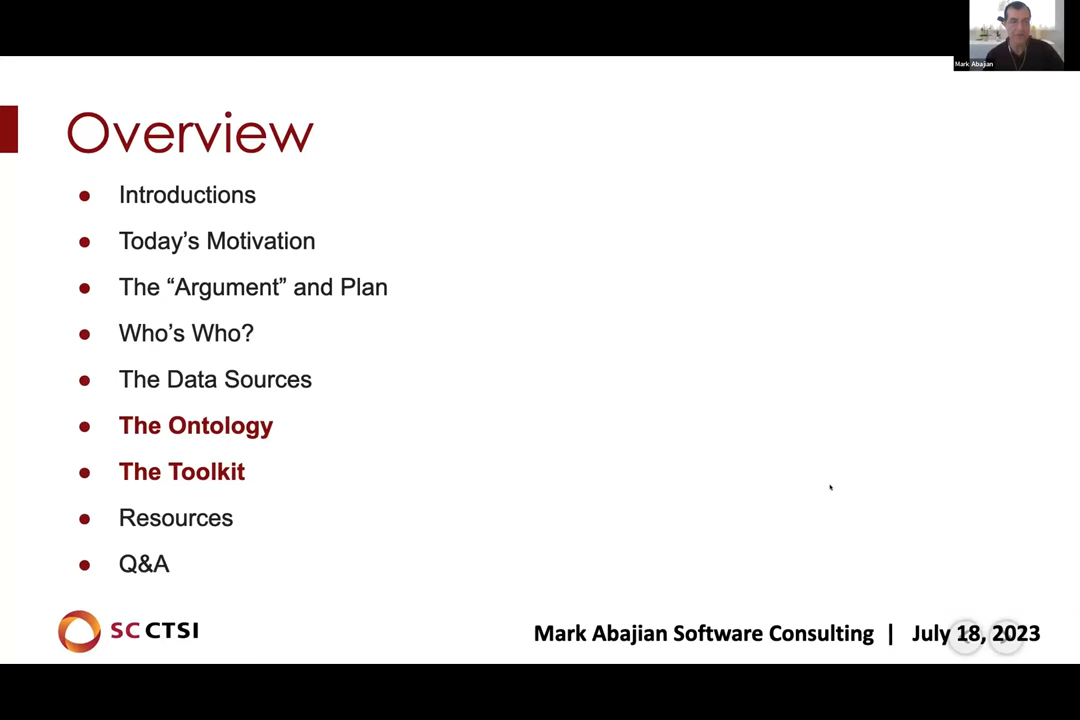 Mark Abajian
Overview
● Introductions
● Today’s Motivation
● The “Argument” and Plan
● Who’s Who?
● The Data Sources
● The Ontology
● The Toolkit
● Resources
● Q&A
SC CTSI
Mark Abajian Software Consulting | July 18, 2023